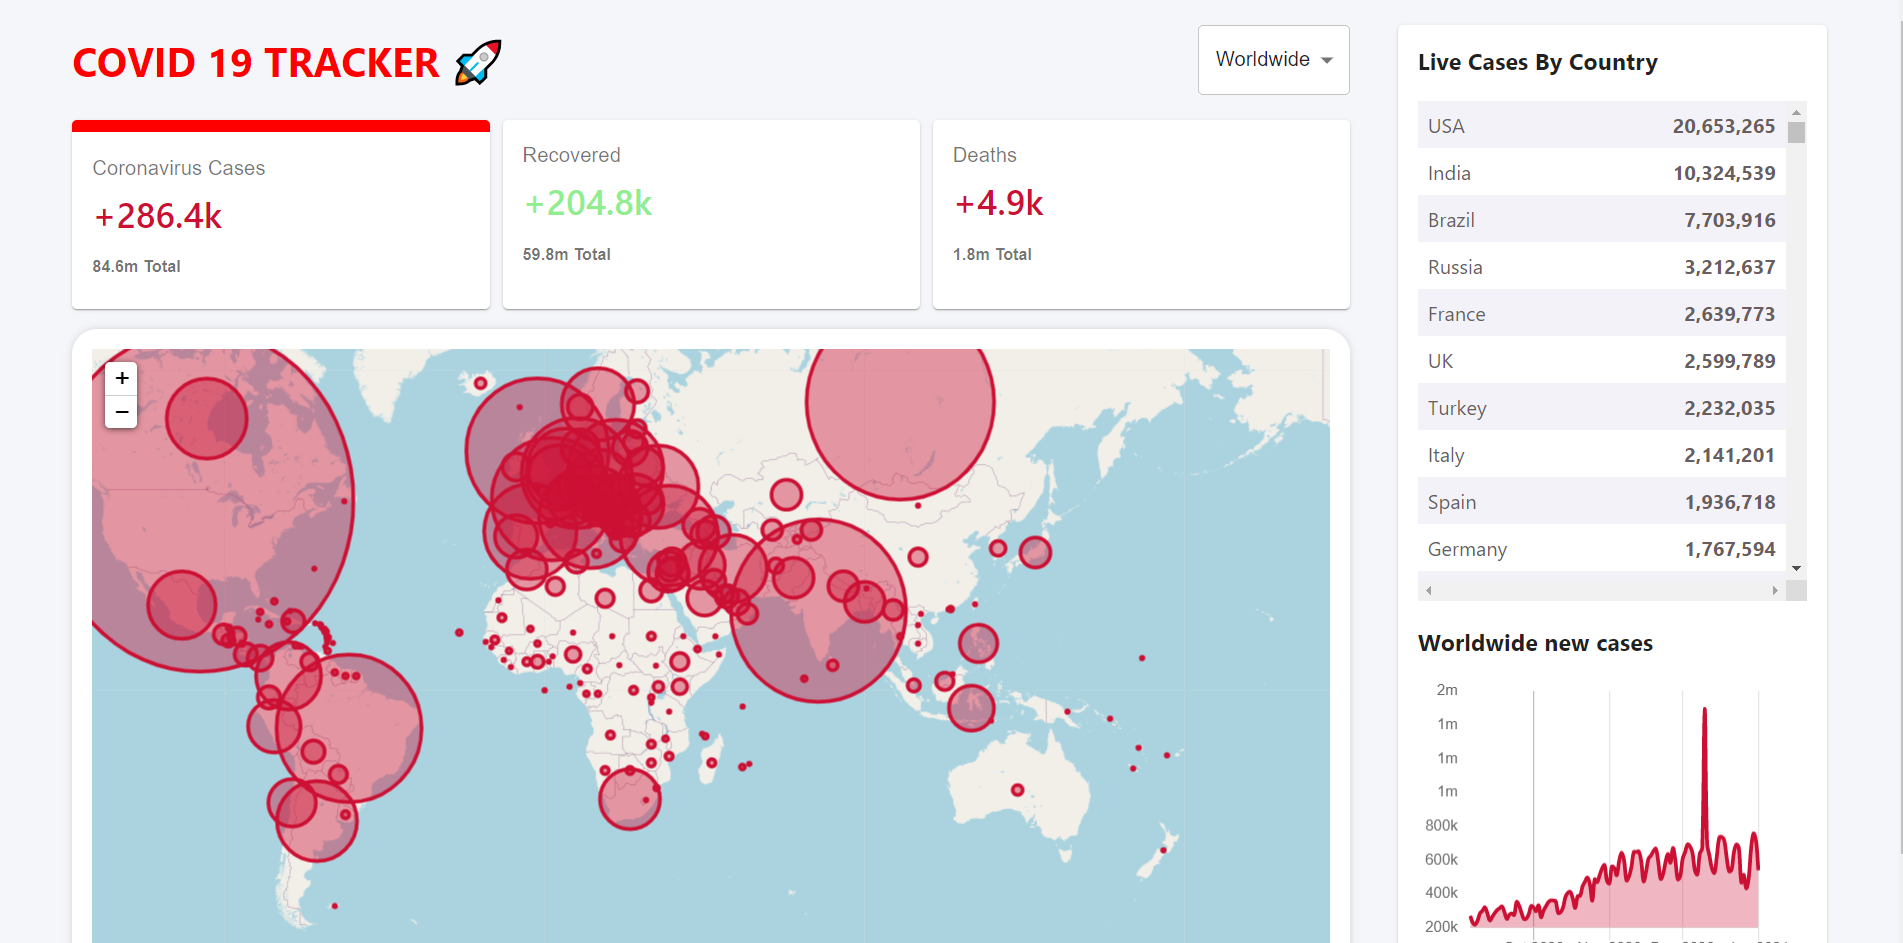 COVID 19 TRACKER 🚀
Worldwide
Coronavirus Cases
+286.4k
84.6m Total
Recovered
+204.8k
59.8m Total
Deaths
+4.9k
1.8m Total
+
−
Live Cases By Country
USA 20,653,265
India 10,324,539
Brazil 7,703,916
Russia 3,212,637
France 2,639,773
UK 2,599,789
Turkey 2,232,035
Italy 2,141,201
Spain 1,936,718
Germany 1,767,594
Worldwide new cases
2m
1m
1m
1m
800k
600k
400k
200k